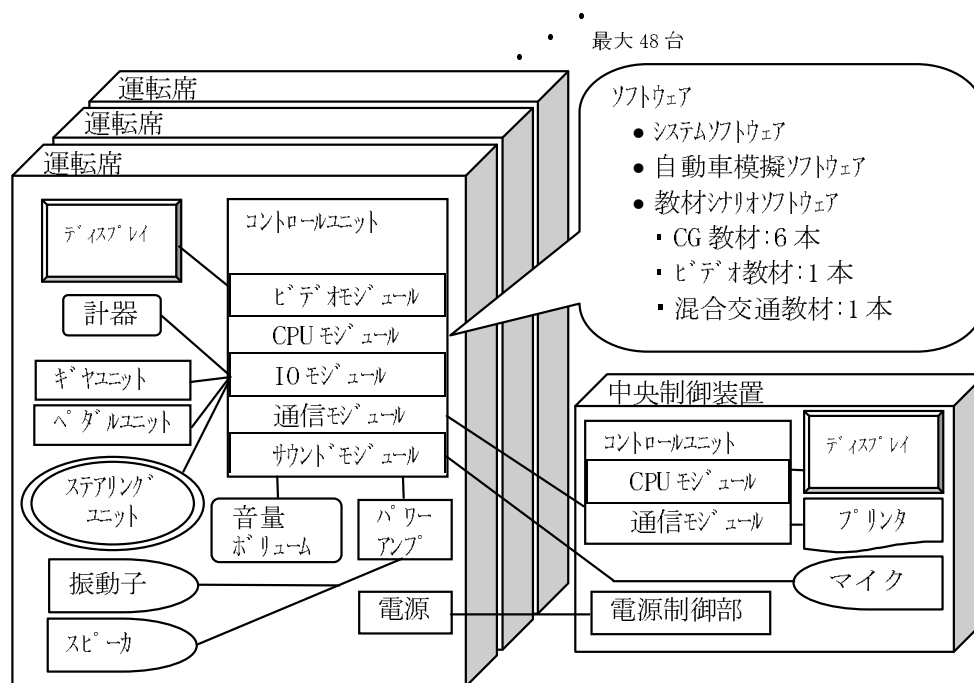 最大 48 台
運転席
運転席
運転席
ソフトウェア
● システムソフトウェア
● 自動車模擬ソフトウェア
● 教材シナリオソフトウェア
・ CG 教材：6 本
・ ビデオ教材：1 本
・ 混合交通教材：1 本
ディスプレイ
計器
ギヤユニット
ペダルユニット
ステアリング
ユニット
コントロールユニット
ビデオモジュール
CPU モジュール
IO モジュール
通信モジュール
サウンドモジュール
音量
ボリューム
パワー
アンプ
振動子
スピーカ
電源
中央制御装置
コントロールユニット
CPU モジュール
通信モジュール
ディスプレイ
プリンタ
マイク
電源制御部